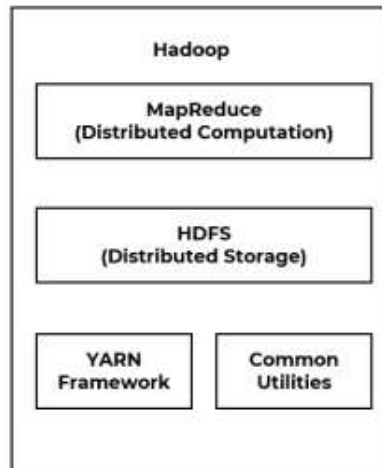 Hadoop
MapReduce
(Distributed Computation)
HDFS
(Distributed Storage)
YARN
Framework
Common
Utilities